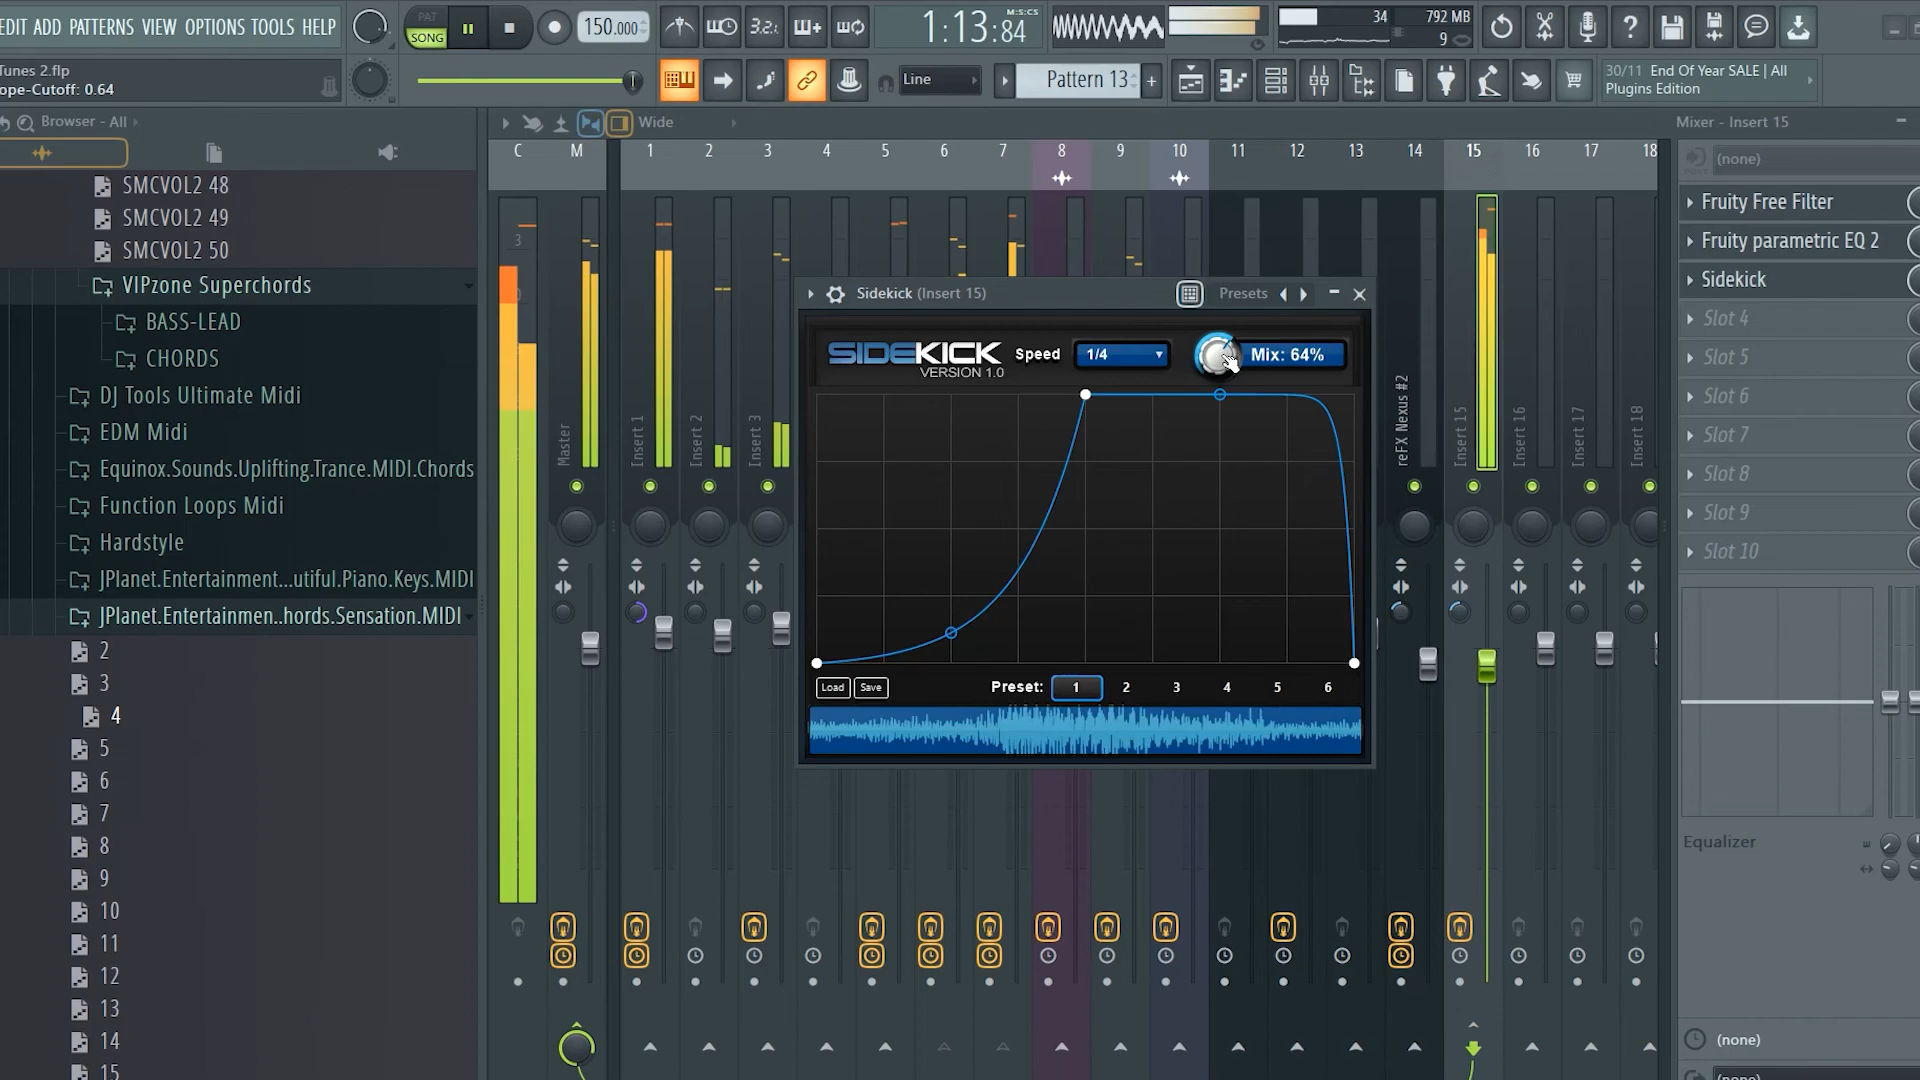 EDIT ADD PATTERNS VIEW OPTIONS TOOLS HELP
PAT
SONG
150.000
3.2.
M:S:CS
1:13:84
34
792 MB
9
Tunes 2.flp
ope-Cutoff: 0.64
Line
Pattern 13
30/11 End Of Year SALE | All
Plugins Edition
Browser - All
Wide
Mixer - Insert 15
C M 1 2 3 4 5 6 7 8 9 10 11 12 13 14 15 16 17 18
(none)
SMCVOL2 48
SMCVOL2 49
SMCVOL2 50
VIPzone Superchords
BASS-LEAD
CHORDS
DJ Tools Ultimate Midi
EDM Midi
Equinox.Sounds.Uplifting.Trance.MIDI.Chords
Function Loops Midi
Hardstyle
JPlanet.Entertainment...utiful.Piano.Keys.MIDI
JPlanet.Entertainmen..hords.Sensation.MIDI
2
3
4
5
6
7
8
9
10
11
12
13
14
15
3
0
Master
Insert 1
Insert 2
Insert 3
reFX Nexus #2
Insert 15
Insert 16
Insert 17
Insert 18
Sidekick (Insert 15)
Presets
SIDEKICK
VERSION 1.0
Speed
1/4
Mix: 64%
Load
Save
Preset:
1 2 3 4 5 6
Fruity Free Filter
Fruity parametric EQ 2
Sidekick
Slot 4
Slot 5
Slot 6
Slot 7
Slot 8
Slot 9
Slot 10
Equalizer
(none)
(none)